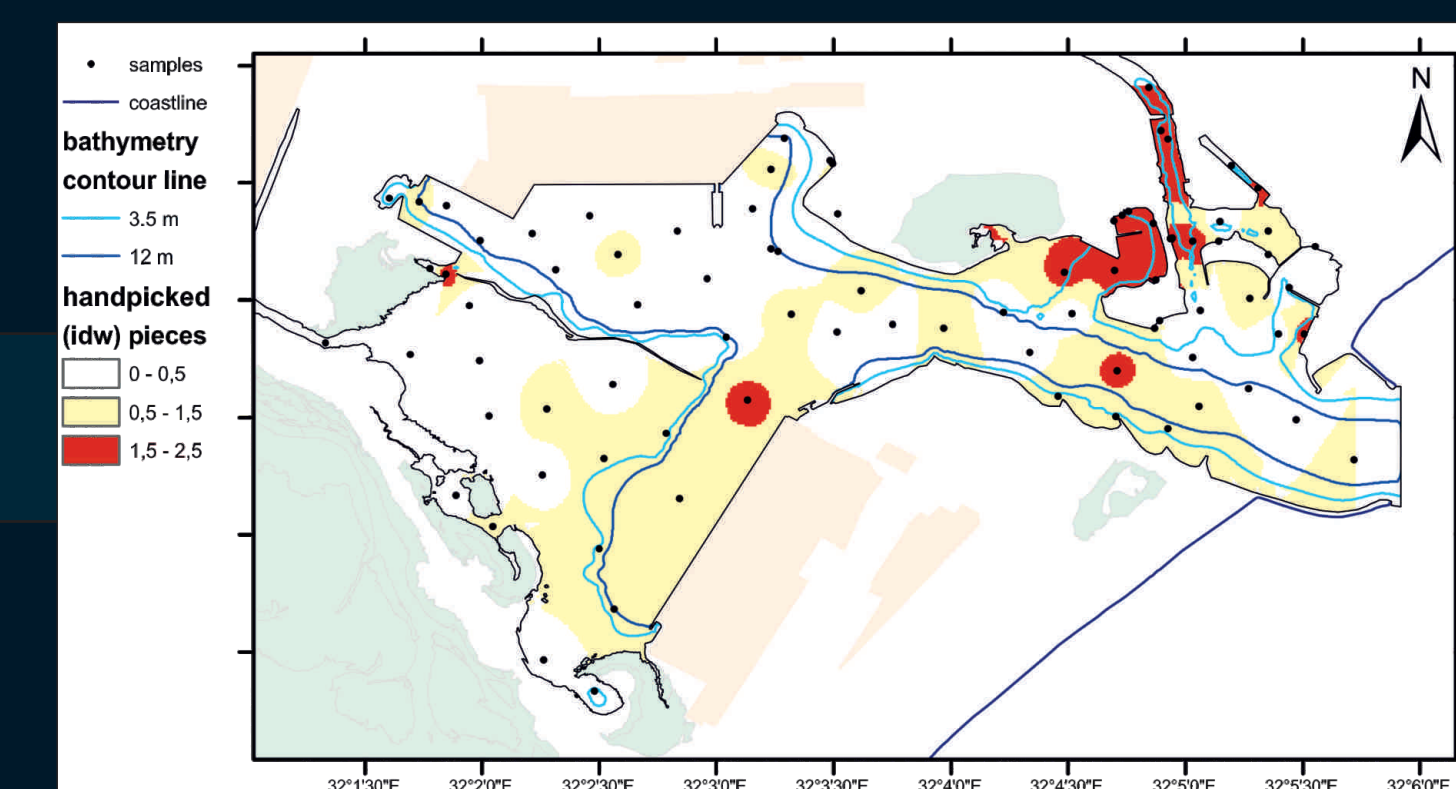 samples
coastline
bathymetry
contour line
3.5 m
12 m
handpicked
(idw) pieces
0 - 0,5
0,5 - 1,5
1,5 - 2,5
N
32°1'30"E 32°2'0"E 32°2'30"E 32°3'0"E 32°3'30"E 32°4'0"E 32°4'30"E 32°5'0"E 32°5'30"E 32°6'0"E